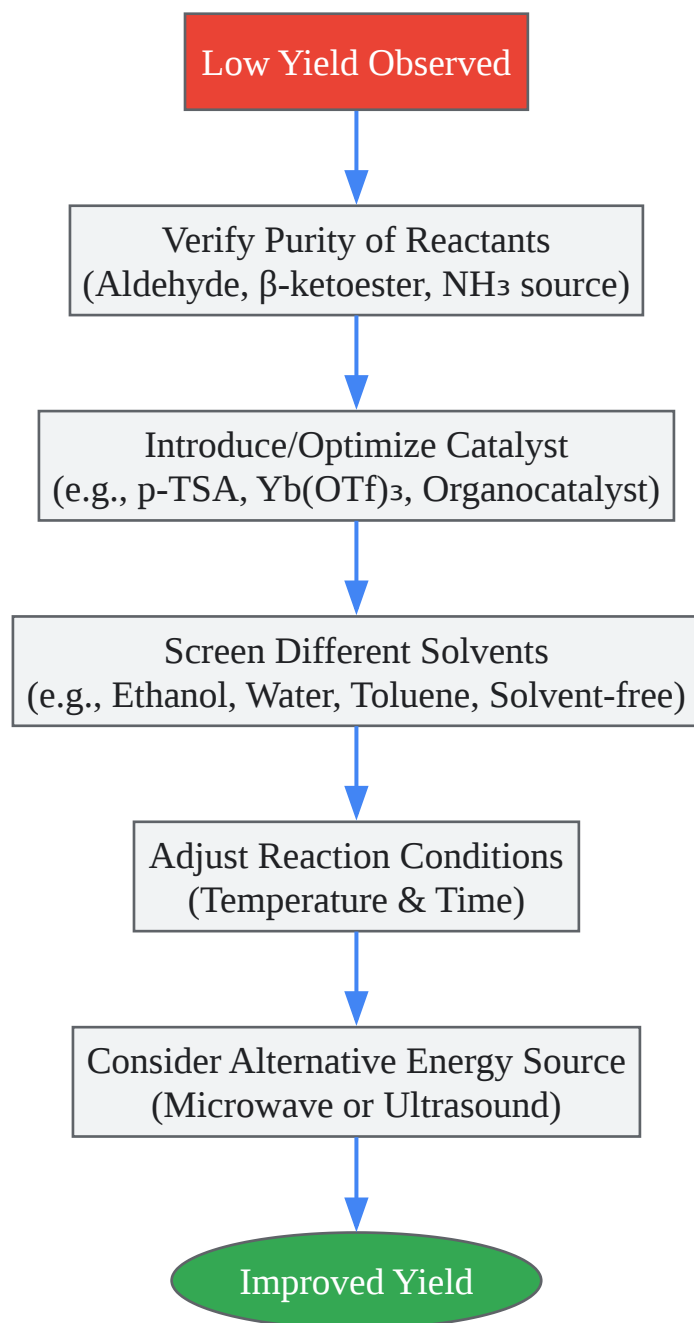 Low Yield Observed
Verify Purity of Reactants
(Aldehyde, β-ketoester, NH₃ source)
Introduce/Optimize Catalyst
(e.g., p-TSA, Yb(OTf)₃, Organocatalyst)
Screen Different Solvents
(e.g., Ethanol, Water, Toluene, Solvent-free)
Adjust Reaction Conditions
(Temperature & Time)
Consider Alternative Energy Source
(Microwave or Ultrasound)
Improved Yield